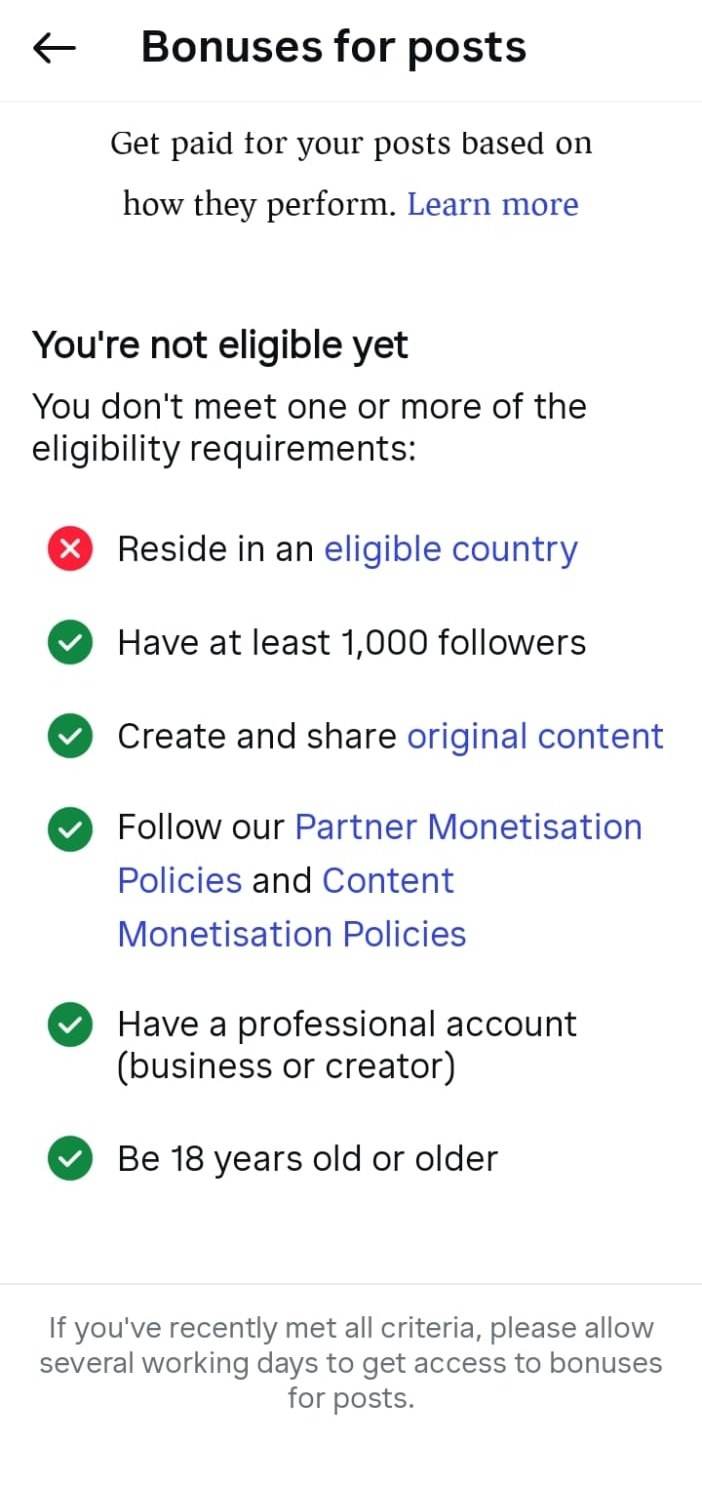 Bonuses for posts
Get paid for your posts based on
how they perform. Learn more
You're not eligible yet
You don't meet one or more of the
eligibility requirements:
Reside in an eligible country
Have at least 1,000 followers
Create and share original content
Follow our Partner Monetisation
Policies and Content
Monetisation Policies
Have a professional account
(business or creator)
Be 18 years old or older
If you've recently met all criteria, please allow
several working days to get access to bonuses
for posts.